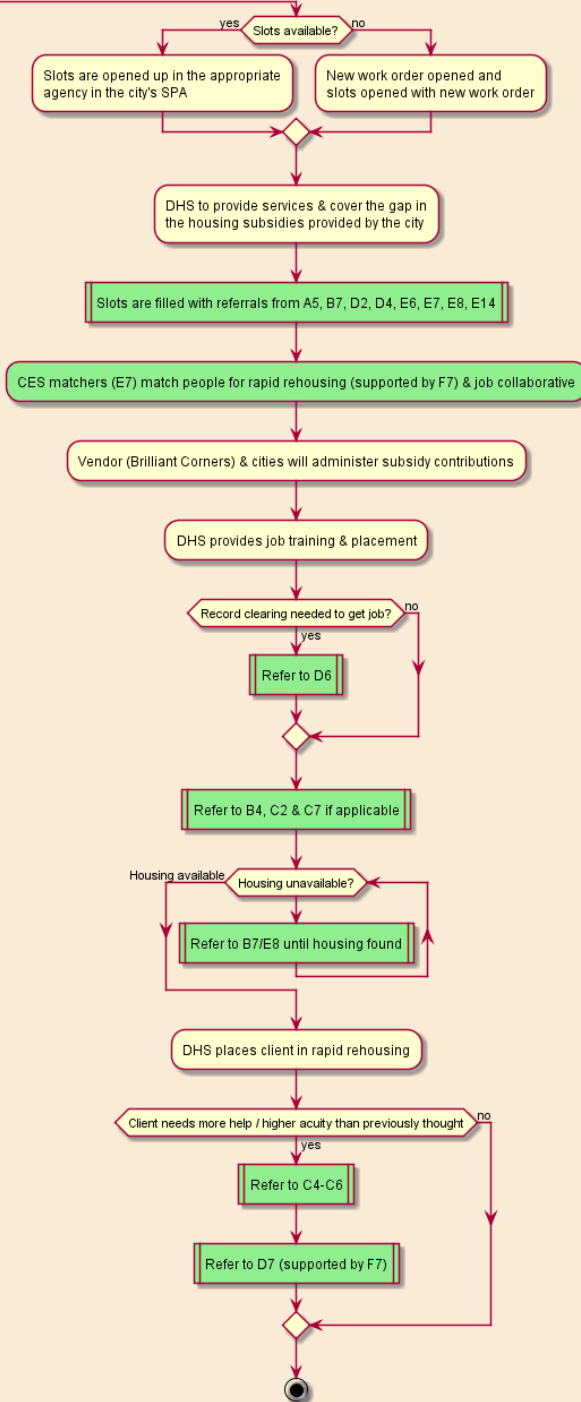 yes
Slots available?
no
Slots are opened up in the appropriate
agency in the city's SPA
New work order opened and
slots opened with new work order
DHS to provide services & cover the gap in
the housing subsidies provided by the city
Slots are filled with referrals from A5, B7, D2, D4, E6, E7, E8, E14
CES matchers (E7) match people for rapid rehousing (supported by F7) & job collaborative
Vendor (Brilliant Corners) & cities will administer subsidy contributions
DHS provides job training & placement
Record clearing needed to get job?
no
yes
Refer to D6
Refer to B4, C2 & C7 if applicable
Housing available
Housing unavailable?
Refer to B7/E8 until housing found
DHS places client in rapid rehousing
Client needs more help / higher acuity than previously thought
no
yes
Refer to C4-C6
Refer to D7 (supported by F7)